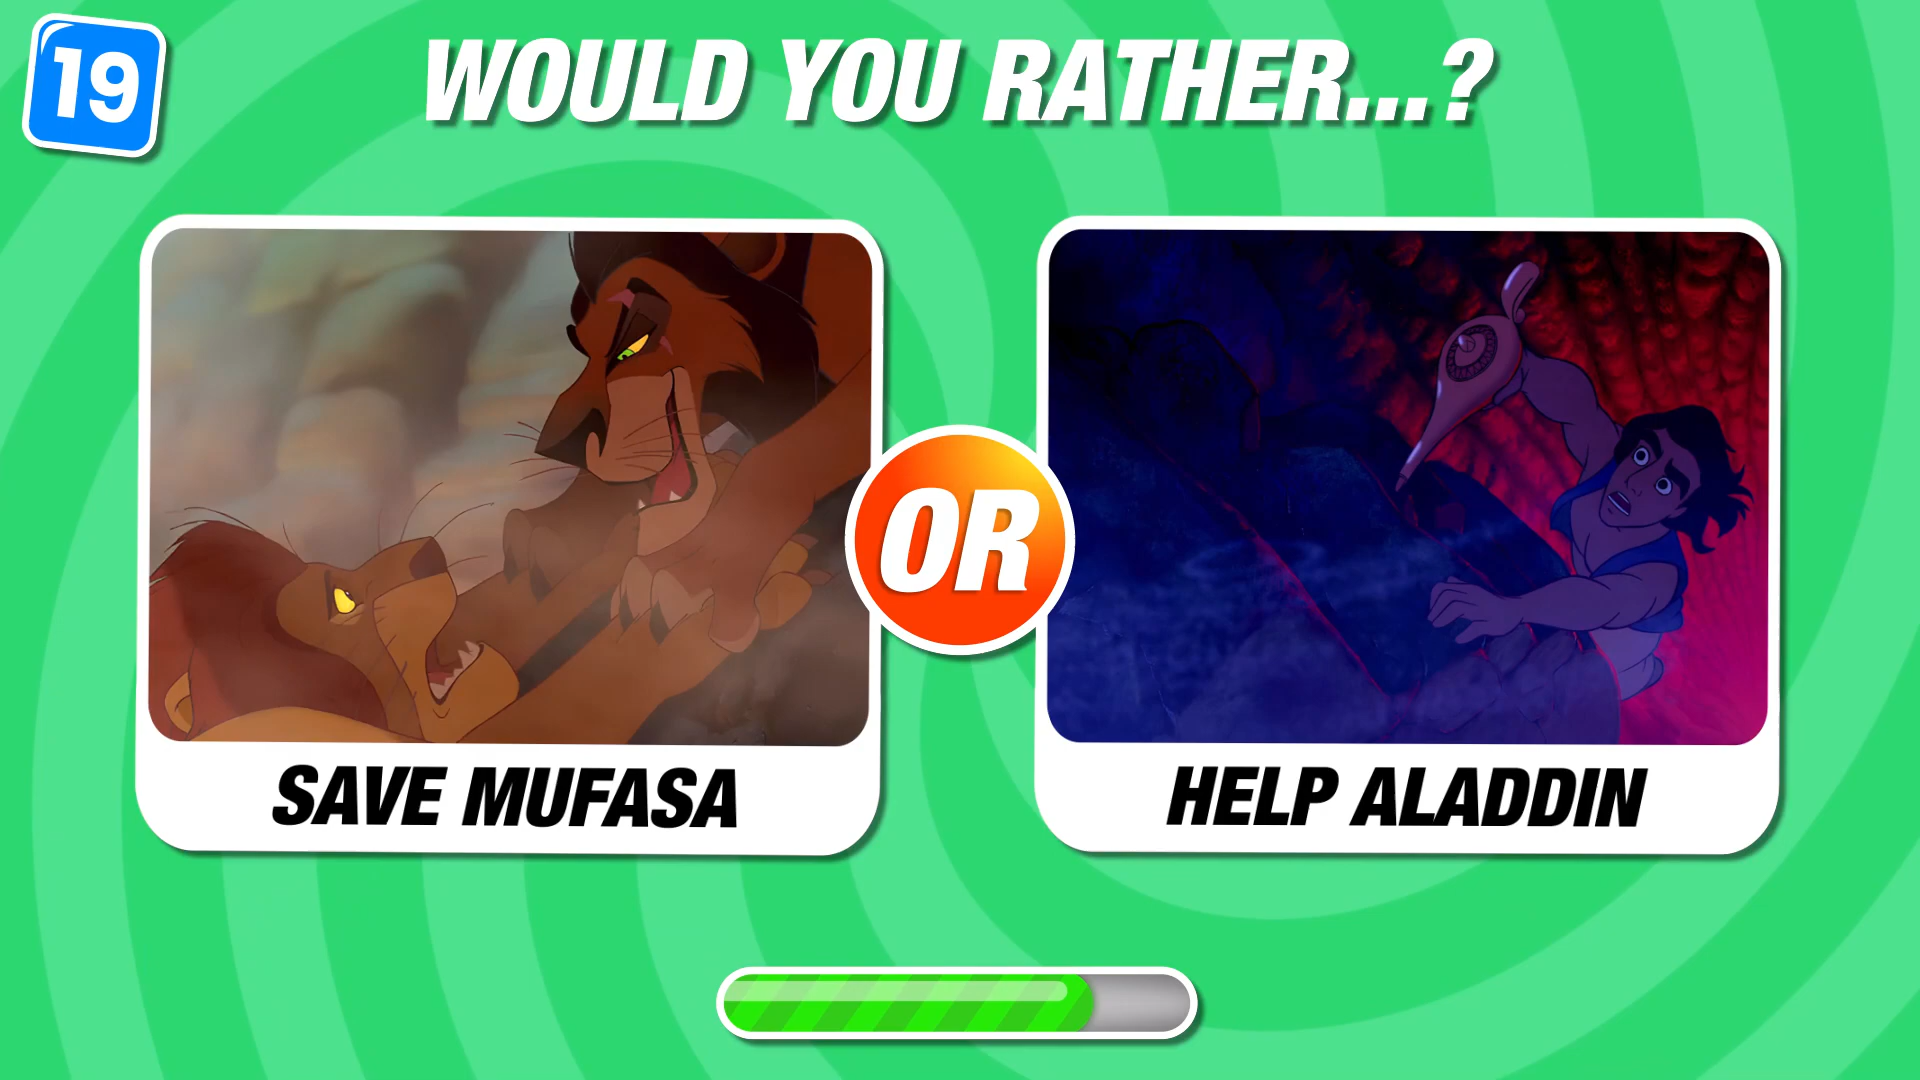 19
WOULD YOU RATHER...?
OR
SAVE MUFASA
HELP ALADDIN